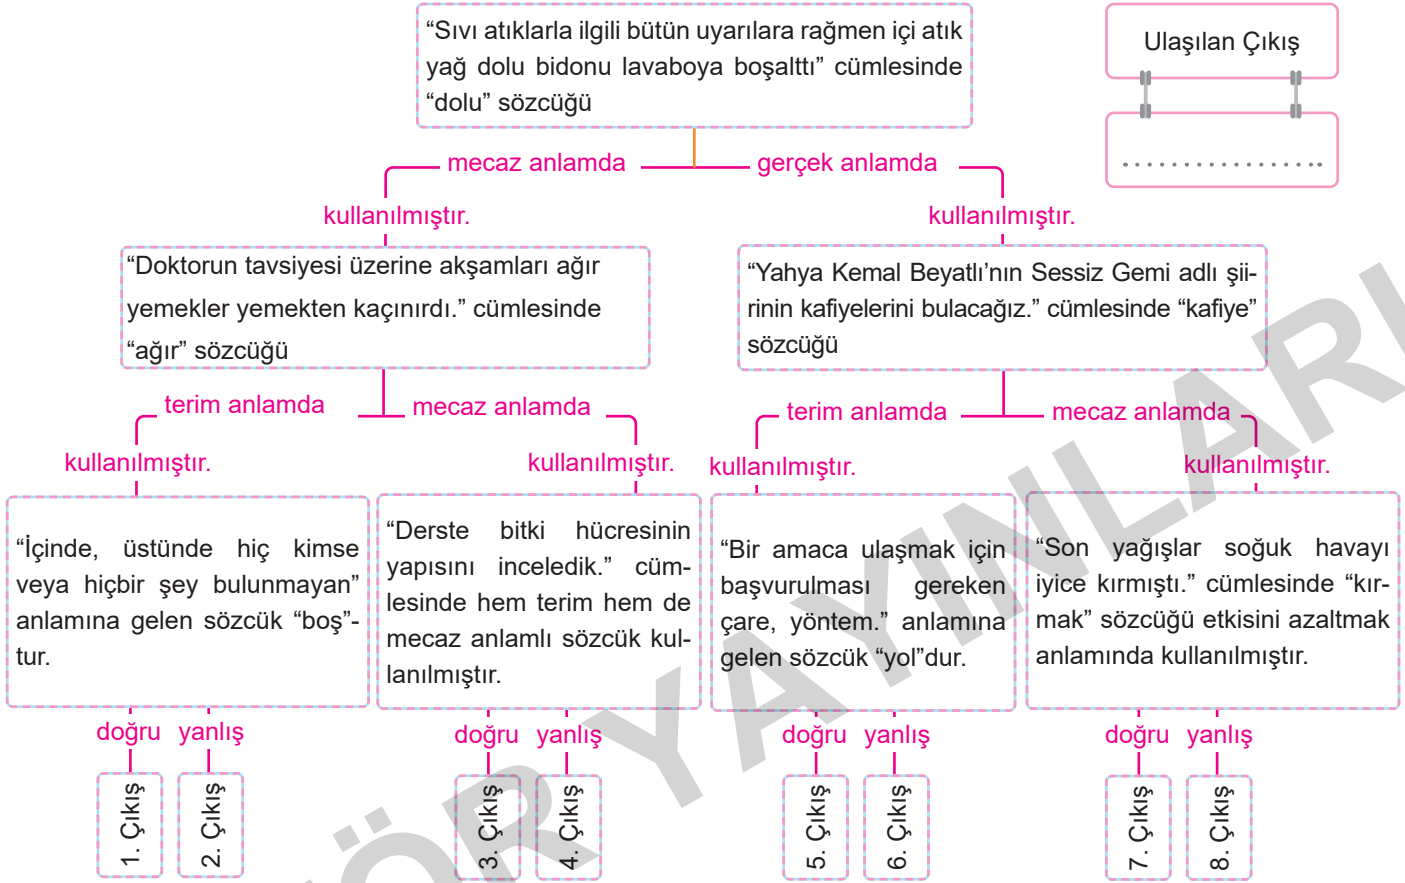 “Sıvı atıklarla ilgili bütün uyarılara rağmen içi atık
yağ dolu bidonu lavaboya boşalttı” cümlesinde
“dolu” sözcüğü
Ulaşılan Çıkış
....................
mecaz anlamda
gerçek anlamda
kullanılmıştır.
kullanılmıştır.
“Doktorun tavsiyesi üzerine akşamları ağır
yemekler yemekten kaçınırdı.” cümlesinde
“ağır” sözcüğü
“Yahya Kemal Beyatlı’nın Sessiz Gemi adlı şii-
rinin kafiyelerini bulacağız.” cümlesinde “kafiye”
sözcüğü
terim anlamda
mecaz anlamda
terim anlamda
mecaz anlamda
kullanılmıştır.
kullanılmıştır.
kullanılmıştır.
kullanılmıştır.
“İçinde, üstünde hiç kimse
veya hiçbir şey bulunmayan”
anlamına gelen sözcük “boş”-
tur.
“Derste bitki hücresinin
yapısını inceledik.” cüm-
lesinde hem terim hem de
mecaz anlamlı sözcük kul-
lanılmıştır.
“Bir amaca ulaşmak için
başvurulması gereken
çare, yöntem.” anlamına
gelen sözcük “yol”dur.
“Son yağışlar soğuk havayı
iyice kırmıştı.” cümlesinde “kır-
mak” sözcüğü etkisini azaltmak
anlamında kullanılmıştır.
doğru yanlış
doğru yanlış
doğru yanlış
doğru yanlış
1. Çıkış
2. Çıkış
3. Çıkış
4. Çıkış
5. Çıkış
6. Çıkış
7. Çıkış
8. Çıkış
YAYINLARI